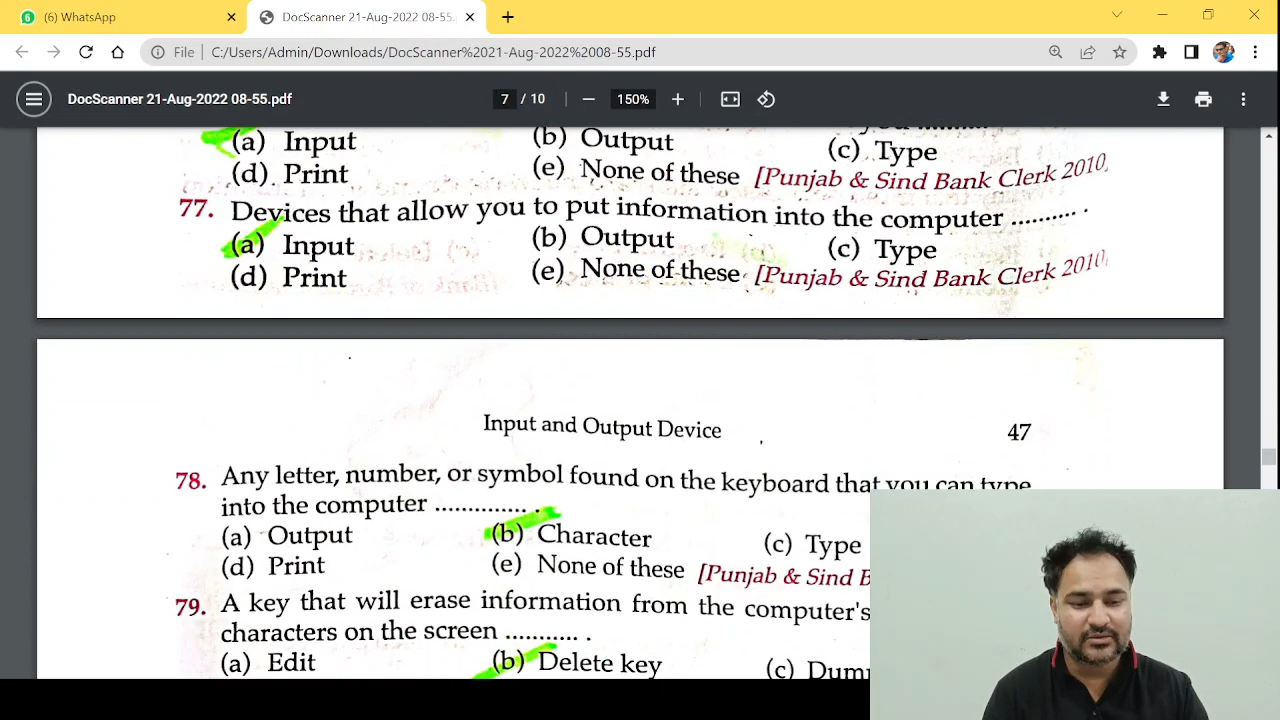 6
(6) WhatsApp
DocScanner 21-Aug-2022 08-55.
File
C:/Users/Admin/Downloads/DocScanner%2021-Aug-2022%2008-55.pdf
DocScanner 21-Aug-2022 08-55.pdf
7 / 10
150%
(a) Input (b) Output (c) Type
(d) Print (e) None of these [Punjab & Sind Bank Clerk 2010
77. Devices that allow you to put information into the computer .......... .
(a) Input (b) Output (c) Type
(d) Print (e) None of these [Punjab & Sind Bank Clerk 2010
Input and Output Device 47
78. Any letter, number, or symbol found on the keyboard that you can type
into the computer .............. .
(a) Output (b) Character (c) Type
(d) Print (e) None of these [Punjab & Sind B
79. A key that will erase information from the computer's
characters on the screen ........... .
(a) Edit (b) Delete key (c)